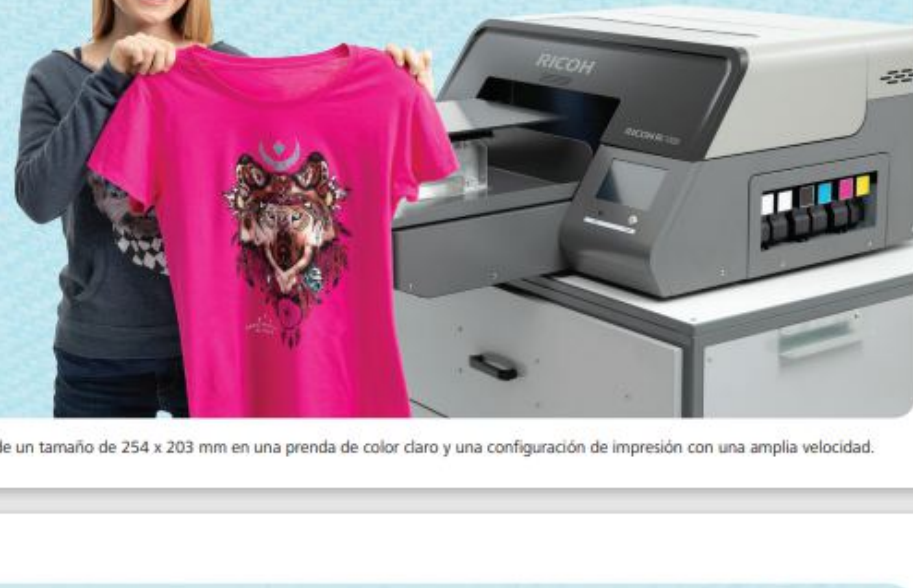 RICOH
de un tamaño de 254 x 203 mm en una prenda de color claro y una configuración de impresión con una amplia velocidad.